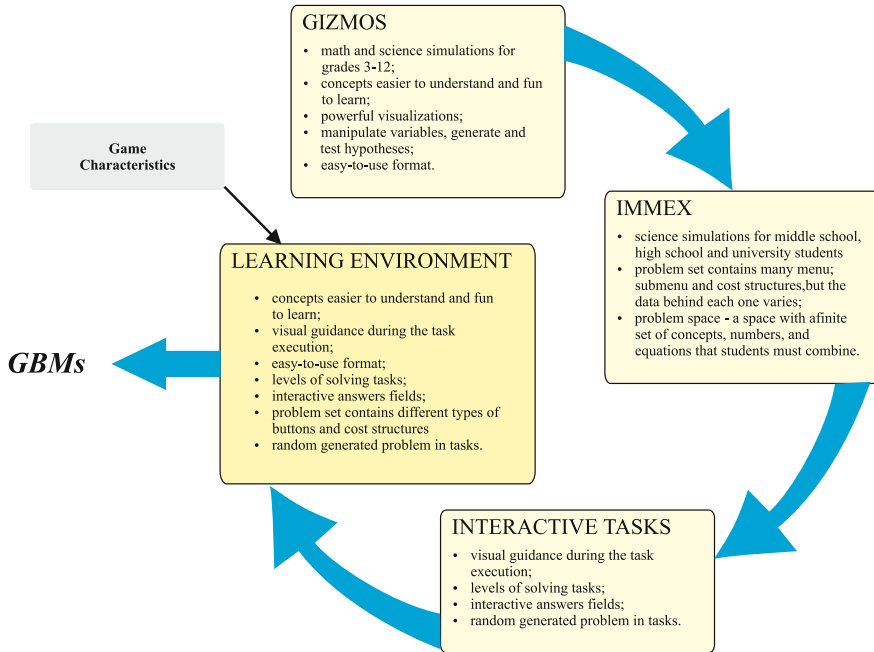 GIZMOS
• math and science simulations for
grades 3-12;
• concepts easier to understand and fun
to learn;
• powerful visualizations;
• manipulate variables, generate and
test hypotheses;
• easy-to-use format.
Game
Characteristics
IMMEX
• science simulations for middle school,
high school and university students
• problem set contains many menu;
submenu and cost structures,but the
data behind each one varies;
• problem space - a space with afinite
set of concepts, numbers, and
equations that students must combine.
LEARNING ENVIRONMENT
• concepts easier to understand and fun
to learn;
• visual guidance during the task
execution;
• easy-to-use format;
• levels of solving tasks;
• interactive answers fields;
• problem set contains different types of
buttons and cost structures
• random generated problem in tasks.
GBMs
INTERACTIVE TASKS
• visual guidance during the task
execution;
• levels of solving tasks;
• interactive answers fields;
• random generated problem in tasks.